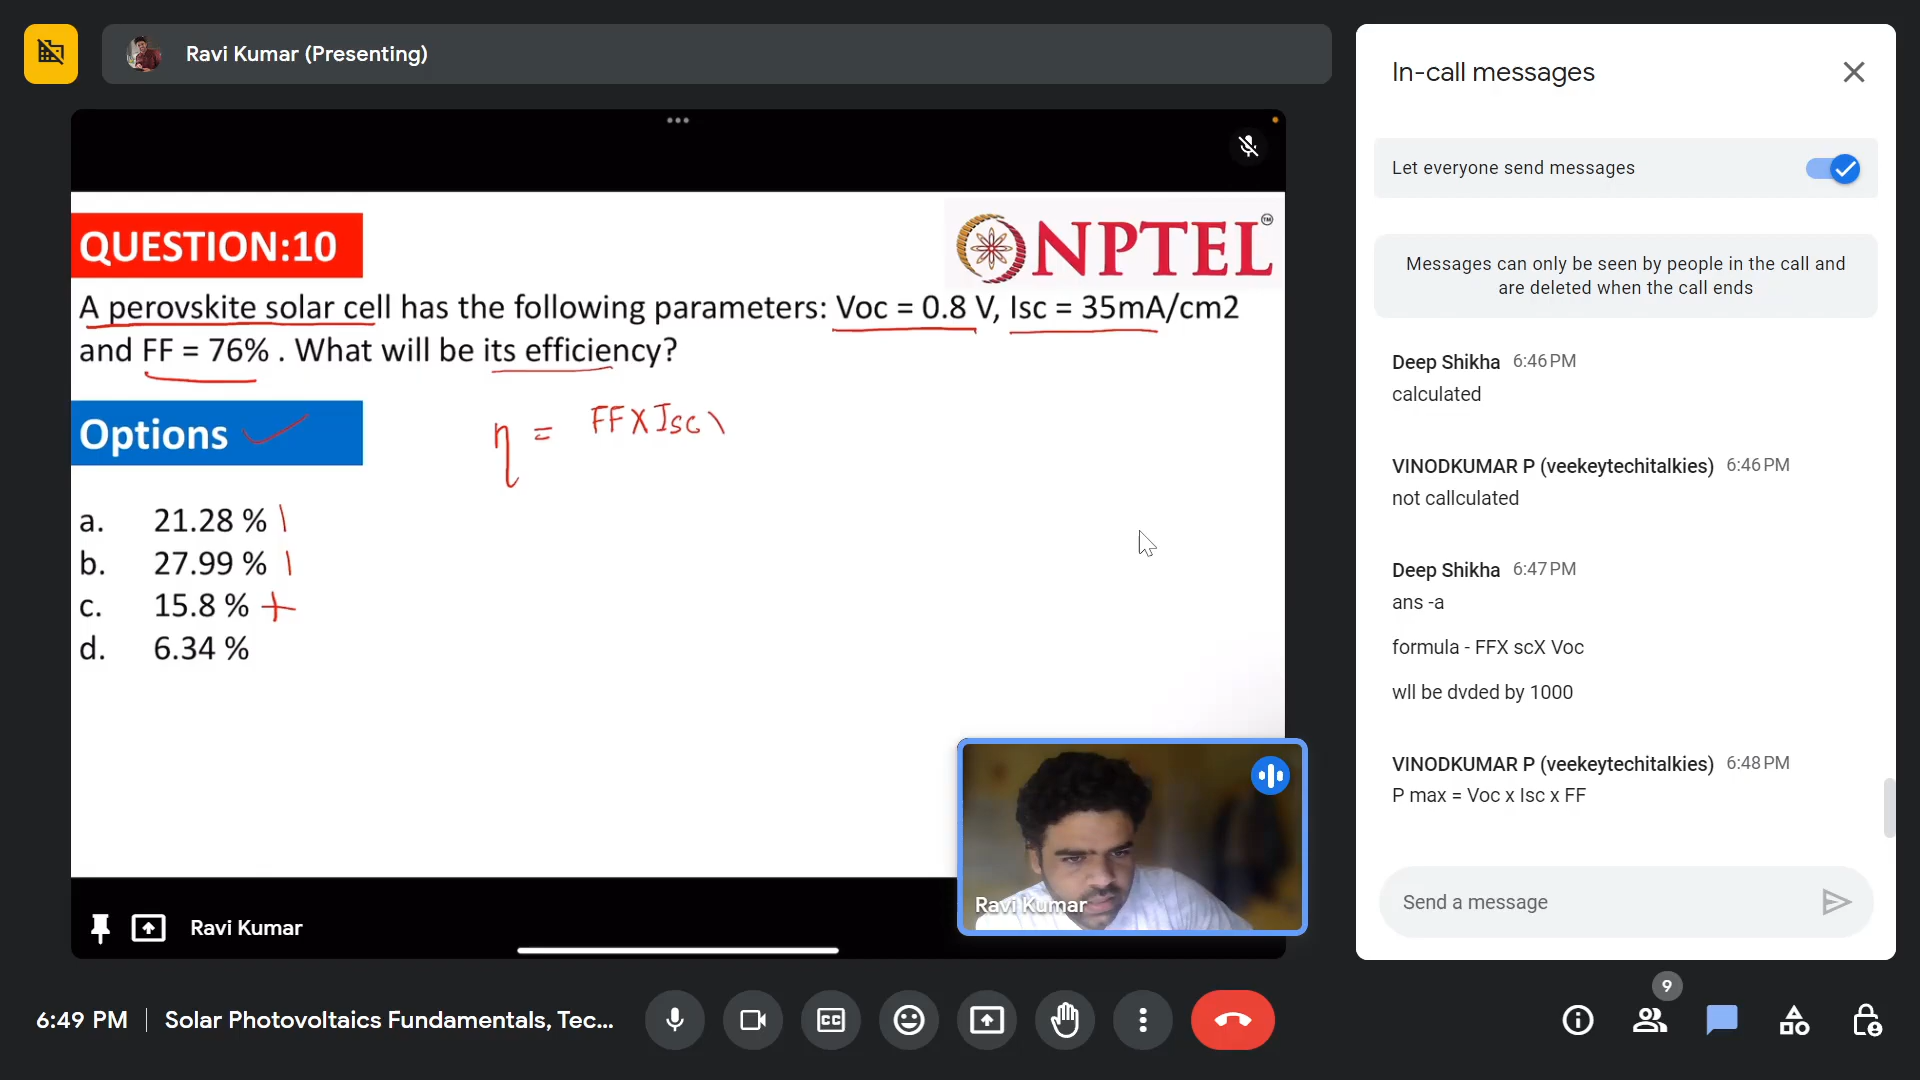 Ravi Kumar (Presenting)
QUESTION:10
NPTEL
TM
A perovskite solar cell has the following parameters: Voc = 0.8 V, Isc = 35mA/cm2
and FF = 76% . What will be its efficiency?
Options
η = FFXIsc
a. 21.28 %
b. 27.99 %
c. 15.8 %
d. 6.34 %
Ravi Kumar
Ravi Kumar
In-call messages
Let everyone send messages
Messages can only be seen by people in the call and
are deleted when the call ends
Deep Shikha 6:46 PM
calculated
VINODKUMAR P (veekeytechitalkies) 6:46 PM
not callculated
Deep Shikha 6:47 PM
ans -a
formula - FFX scX Voc
wll be dvded by 1000
VINODKUMAR P (veekeytechitalkies) 6:48 PM
P max = Voc x Isc x FF
Send a message
6:49 PM
Solar Photovoltaics Fundamentals, Tec...
CC
9